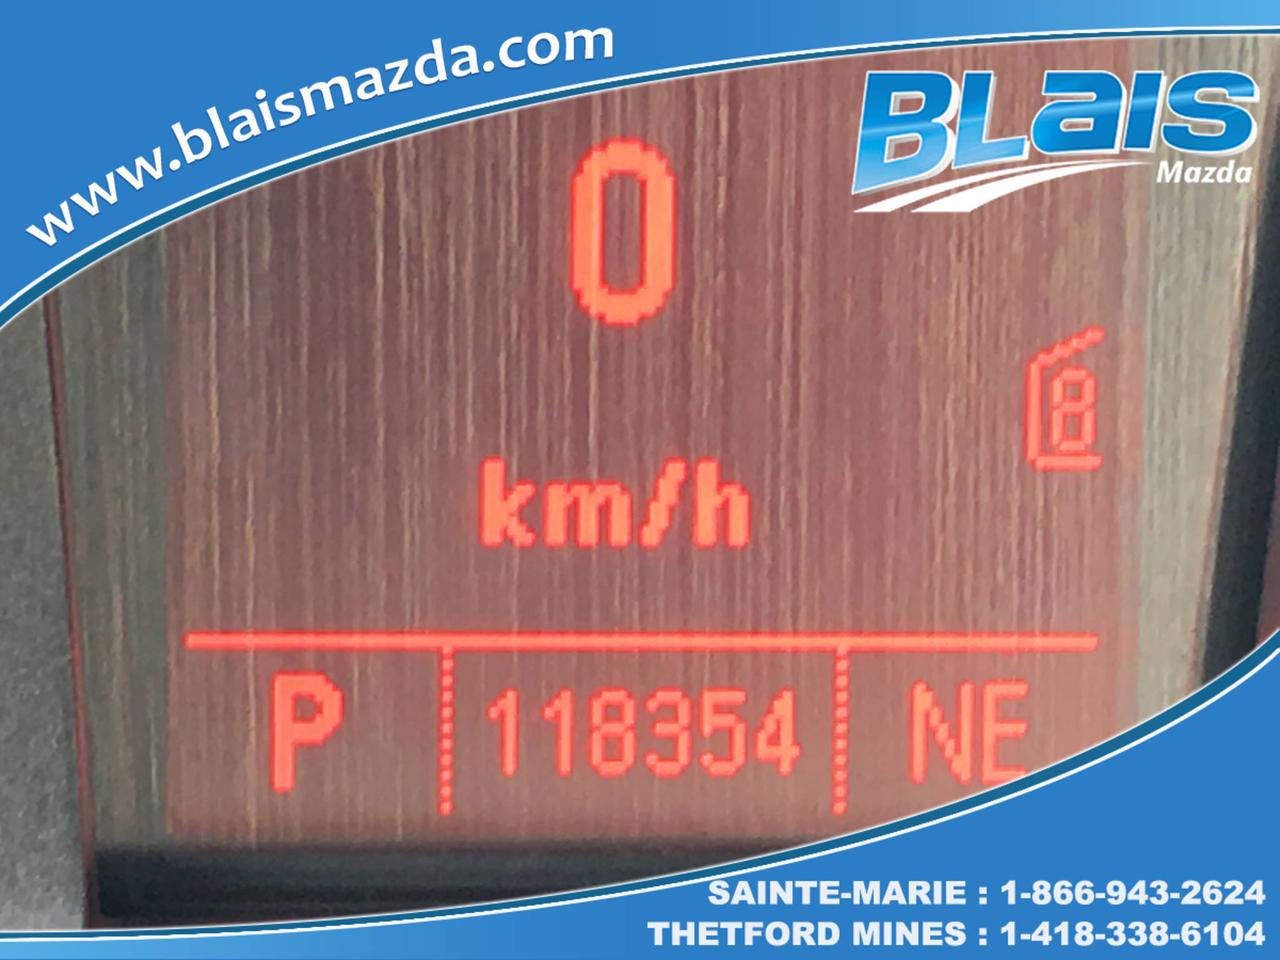 www.blaismazda.com
BLaIS
Mazda
0
8
km/h
P 118354 NE
SAINTE-MARIE : 1-866-943-2624
THETFORD MINES : 1-418-338-6104